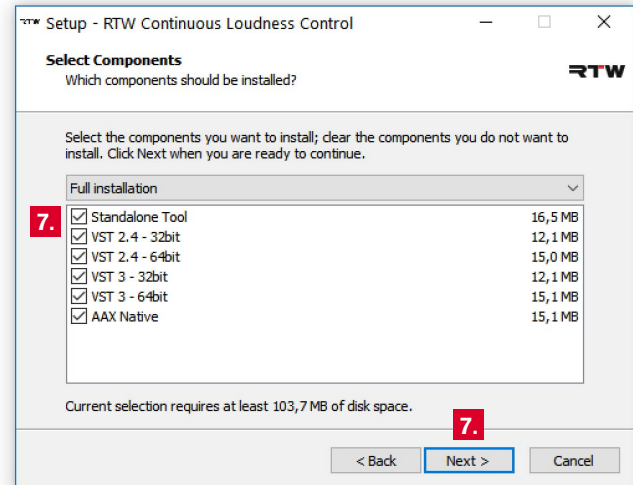 RTW Setup - RTW Continuous Loudness Control
Select Components
Which components should be installed?
RTW
Select the components you want to install; clear the components you do not want to
install. Click Next when you are ready to continue.
Full installation
7.
Standalone Tool 16,5 MB
VST 2.4 - 32bit 12,1 MB
VST 2.4 - 64bit 15,0 MB
VST 3 - 32bit 12,1 MB
VST 3 - 64bit 15,1 MB
AAX Native 15,1 MB
Current selection requires at least 103,7 MB of disk space.
7.
< Back Next > Cancel